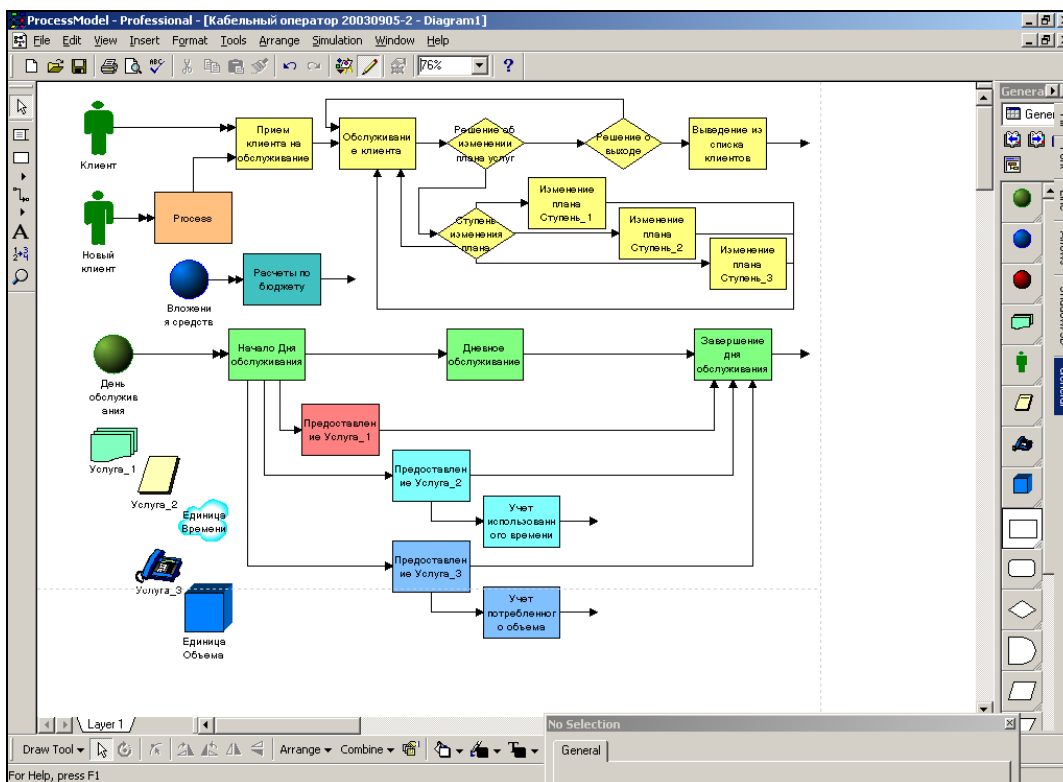 ProcessModel - Professional - [Кабельный оператор 20030905-2 - Diagram1]
File Edit View Insert Format Tools Arrange Simulation Window Help
76%
Genera
Gene
Клиент
Прием
клиента на
обслуживание
Обслуживани
е клиента
Решение об
изменении
плана услуг
Решение о
выходе
Выведение из
списка
клиентов
Новый
клиент
Process
Ступень
изменения
плана
Изменение
плана
Ступень_1
Изменение
плана
Ступень_2
Изменение
плана
Ступень_3
Вложени
я средств
Расчеты по
бюджету
День
обслужив
ания
Начало Дня
обслуживания
Дневное
обслуживание
Завершение
дня
обслуживания
Предоставлен
ие Услуга_1
Услуга_1
Предоставлен
ие Услуга_2
Услуга_2
Единица
Времени
Учет
использованн
ого времени
Предоставлен
ие Услуга_3
Услуга_3
Учет
потребленног
о объема
Единица
Объема
Layer 1
No Selection
General
Draw Tool
Arrange
Combine
For Help, press F1